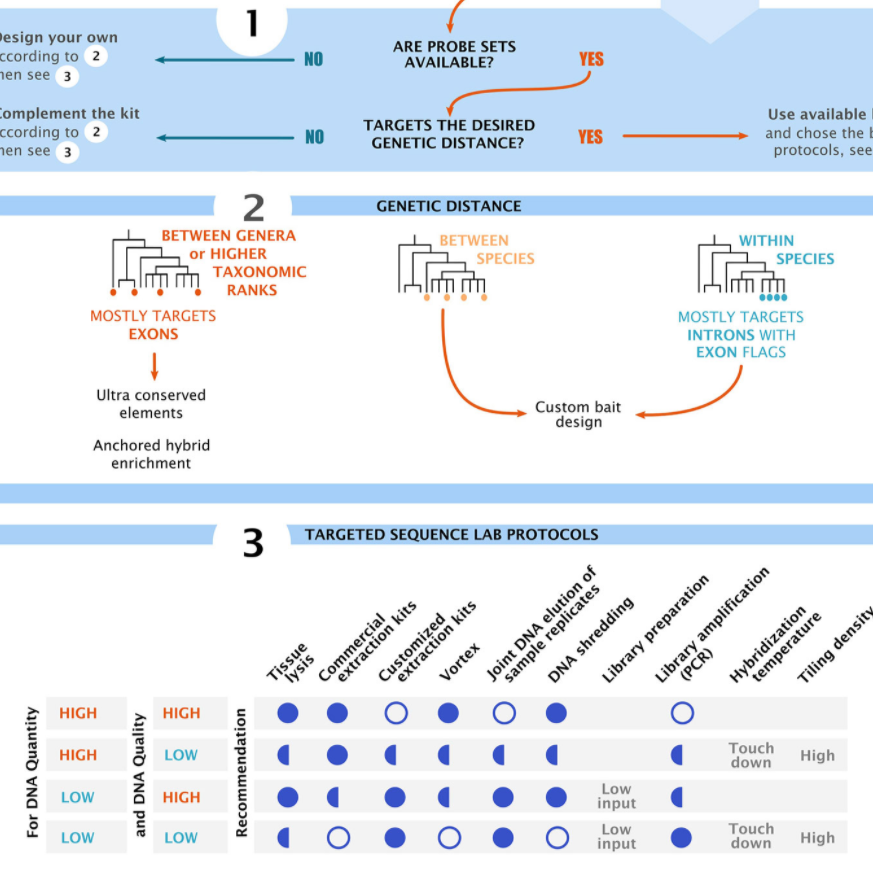 1
Design your own
according to 2
then see 3
NO
ARE PROBE SETS
AVAILABLE?
YES
Complement the kit
according to 2
then see 3
NO
TARGETS THE DESIRED
GENETIC DISTANCE?
YES
Use available
and chose the
protocols, see
2
GENETIC DISTANCE
BETWEEN GENERA
or HIGHER
TAXONOMIC
RANKS
MOSTLY TARGETS
EXONS
Ultra conserved
elements
Anchored hybrid
enrichment
BETWEEN
SPECIES
WITHIN
SPECIES
MOSTLY TARGETS
INTRONS WITH
EXON FLAGS
Custom bait
design
3
TARGETED SEQUENCE LAB PROTOCOLS
Tissue
lysis
Commercial
extraction kits
Customized
extraction kits
Vortex
Joint DNA elution of
sample replicates
DNA shredding
Library preparation
Library amplification
(PCR)
Hybridization
temperature
Tiling density
For DNA Quantity
and DNA Quality
Recommendation
HIGH HIGH
HIGH LOW Touch down High
LOW HIGH Low input
LOW LOW Low input Touch down High